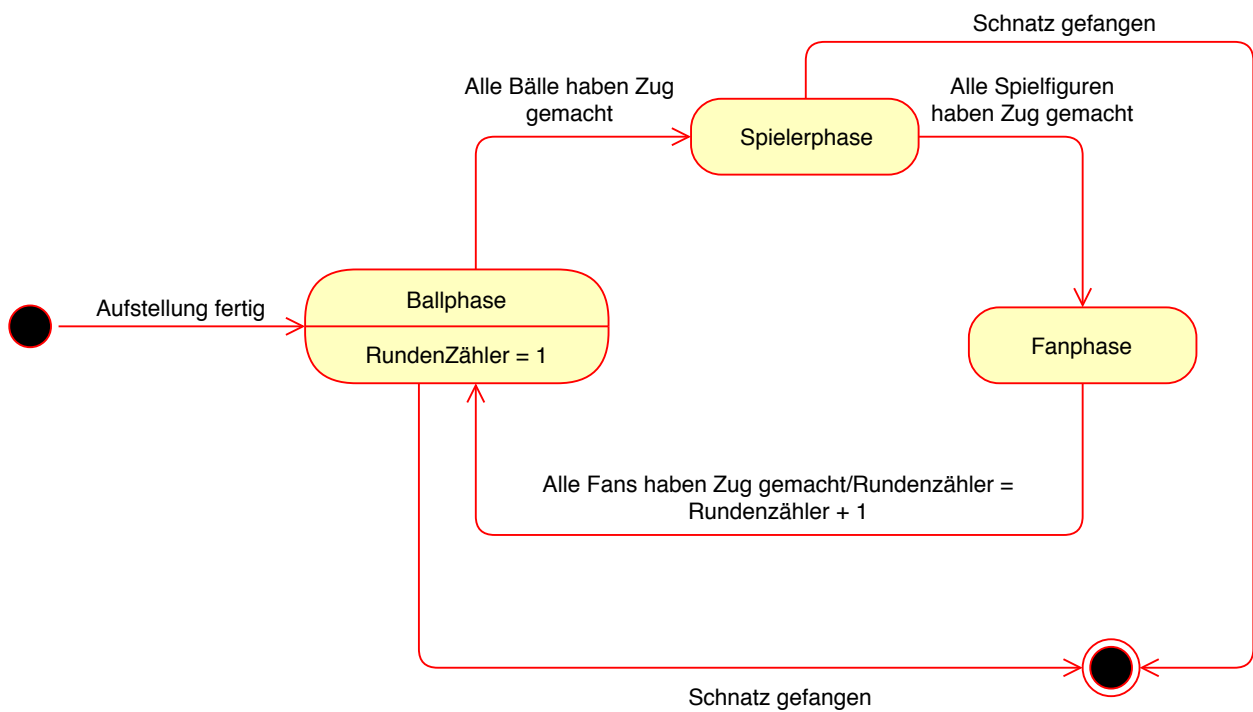 Schnatz gefangen
Alle Bälle haben Zug
gemacht
Alle Spielfiguren
haben Zug gemacht
Spielerphase
Aufstellung fertig
Ballphase
RundenZähler = 1
Fanphase
Alle Fans haben Zug gemacht/Rundenzähler =
Rundenzähler + 1
Schnatz gefangen